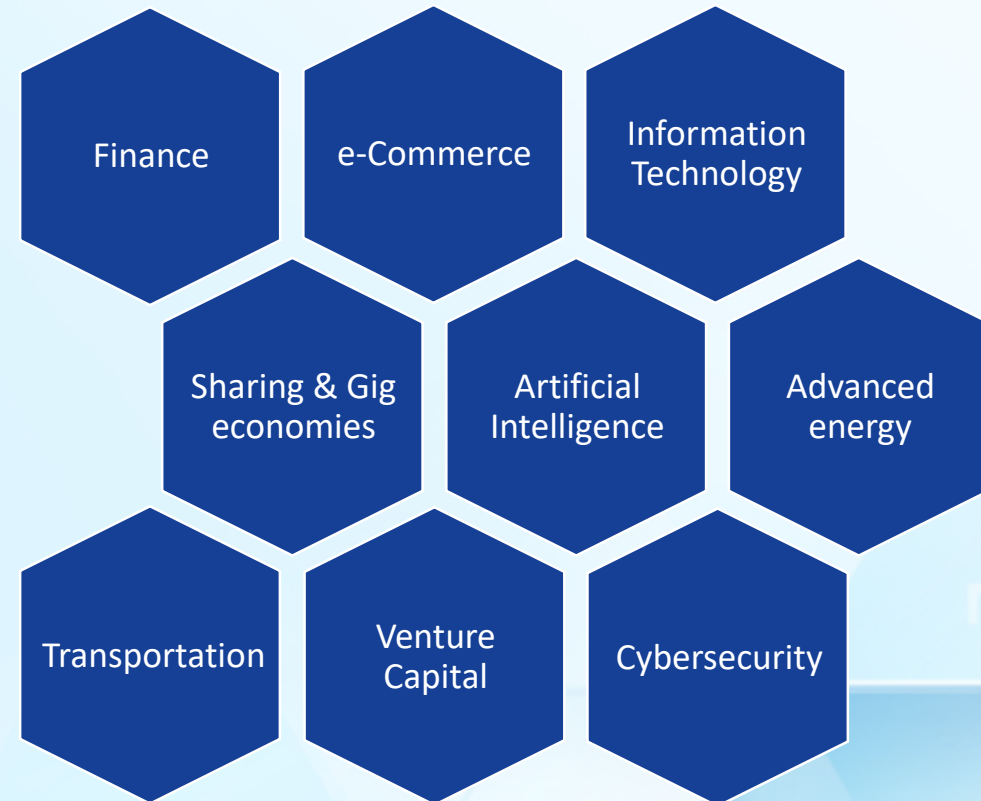 Finance
e-Commerce
Information
Technology
Sharing & Gig
economies
Artificial
Intelligence
Advanced
energy
Transportation
Venture
Capital
Cybersecurity